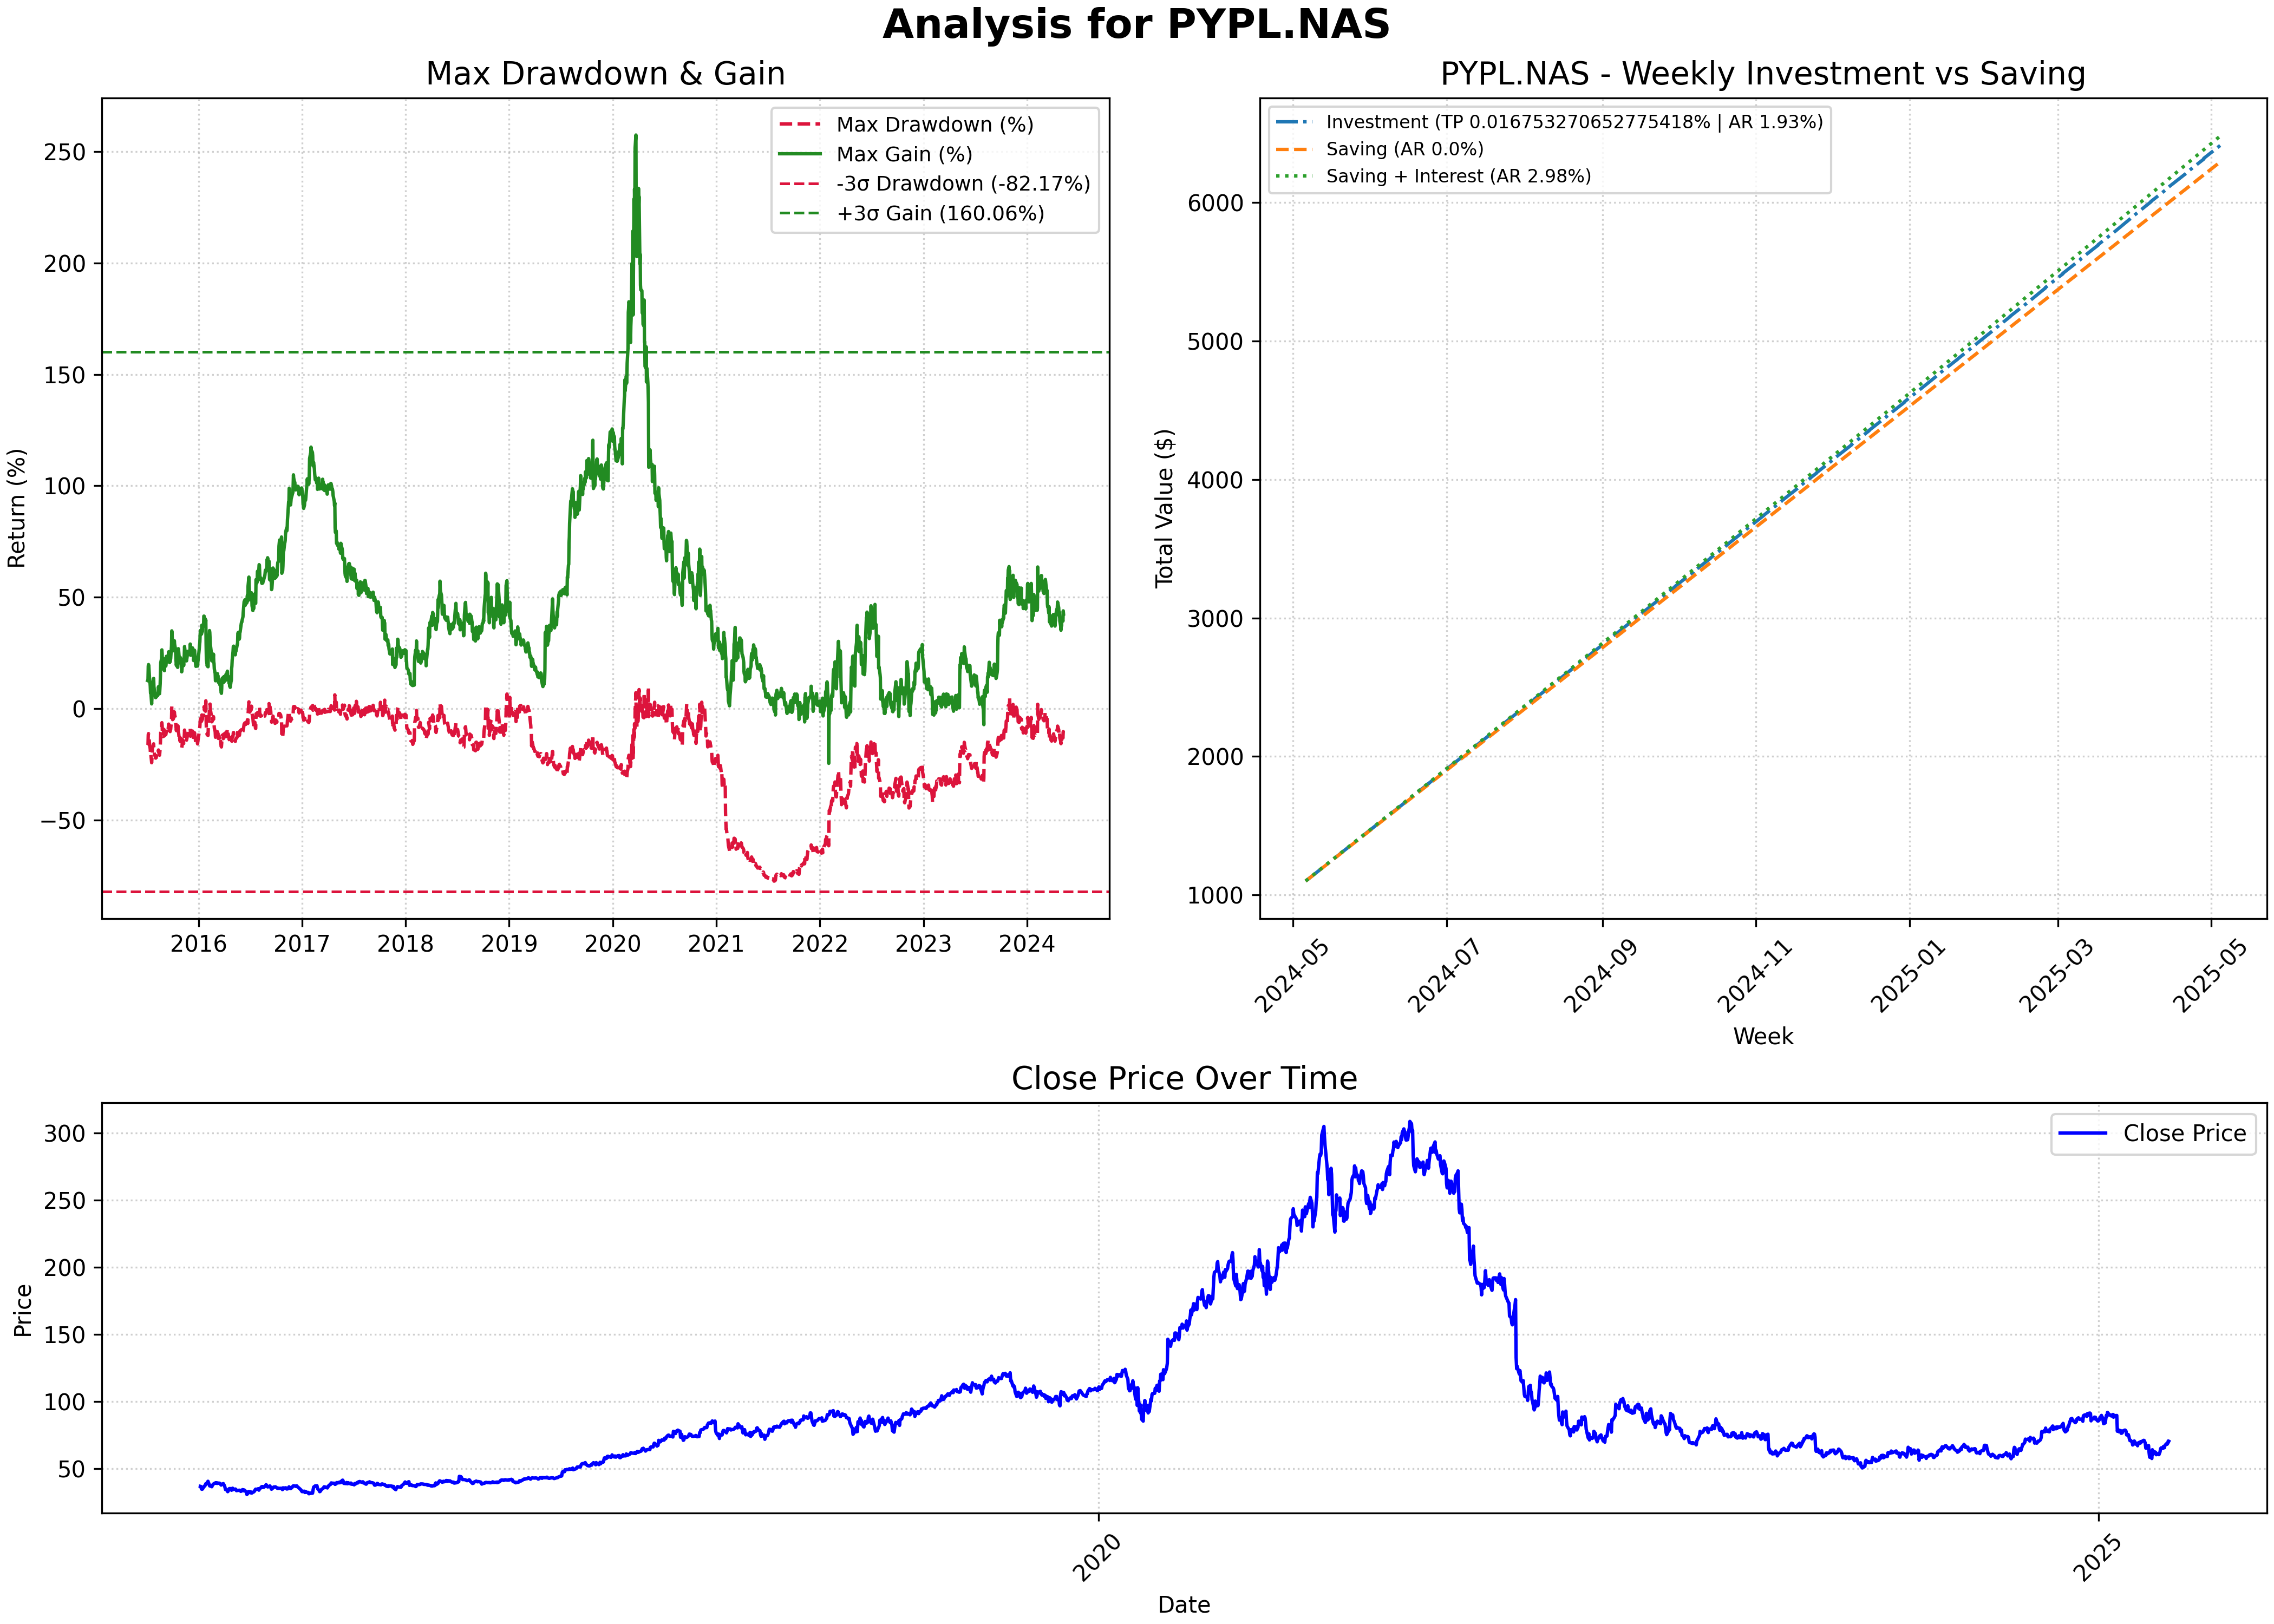 Analysis for PYPL.NAS
Max Drawdown & Gain
Return (%)
250
200
150
100
50
0
−50
2016 2017 2018 2019 2020 2021 2022 2023 2024
Max Drawdown (%)
Max Gain (%)
-3σ Drawdown (-82.17%)
+3σ Gain (160.06%)
PYPL.NAS - Weekly Investment vs Saving
Total Value ($)
6000
5000
4000
3000
2000
1000
Investment (TP 0.016753270652775418% | AR 1.93%)
Saving (AR 0.0%)
Saving + Interest (AR 2.98%)
2024-05 2024-07 2024-09 2024-11 2025-01 2025-03 2025-05
Week
Close Price Over Time
Price
300
250
200
150
100
50
Close Price
2020 2025
Date